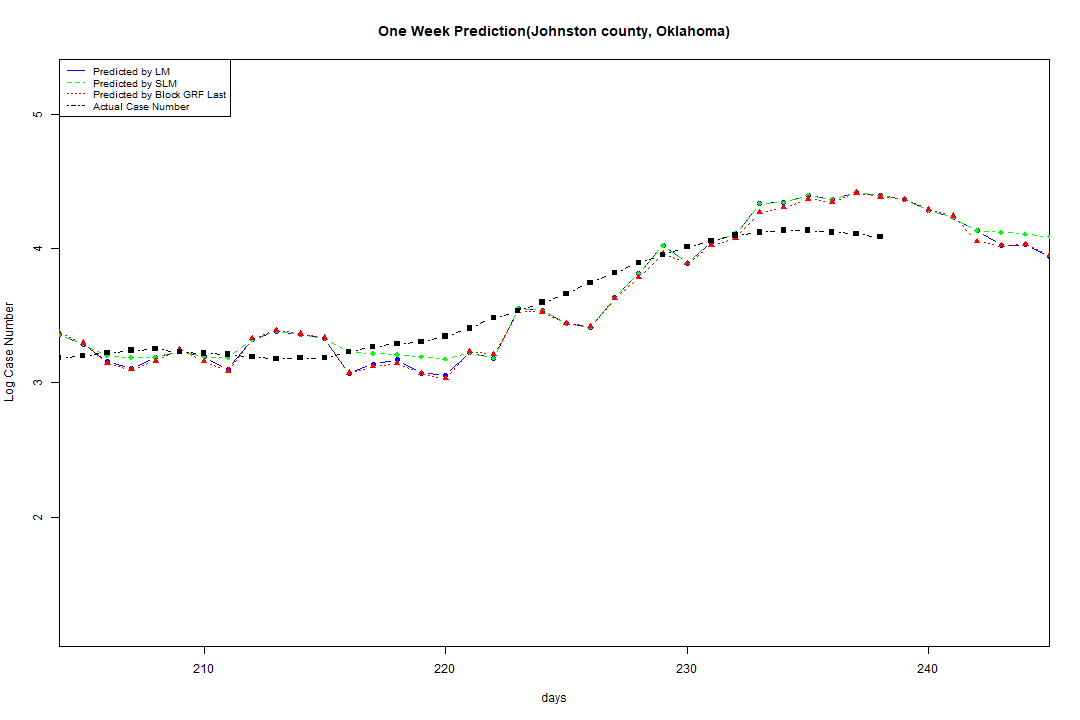 One Week Prediction(Johnston county, Oklahoma)
Predicted by LM
Predicted by SLM
Predicted by Block GRF Last
Actual Case Number
5
4
3
2
Log Case Number
210
220
230
240
days